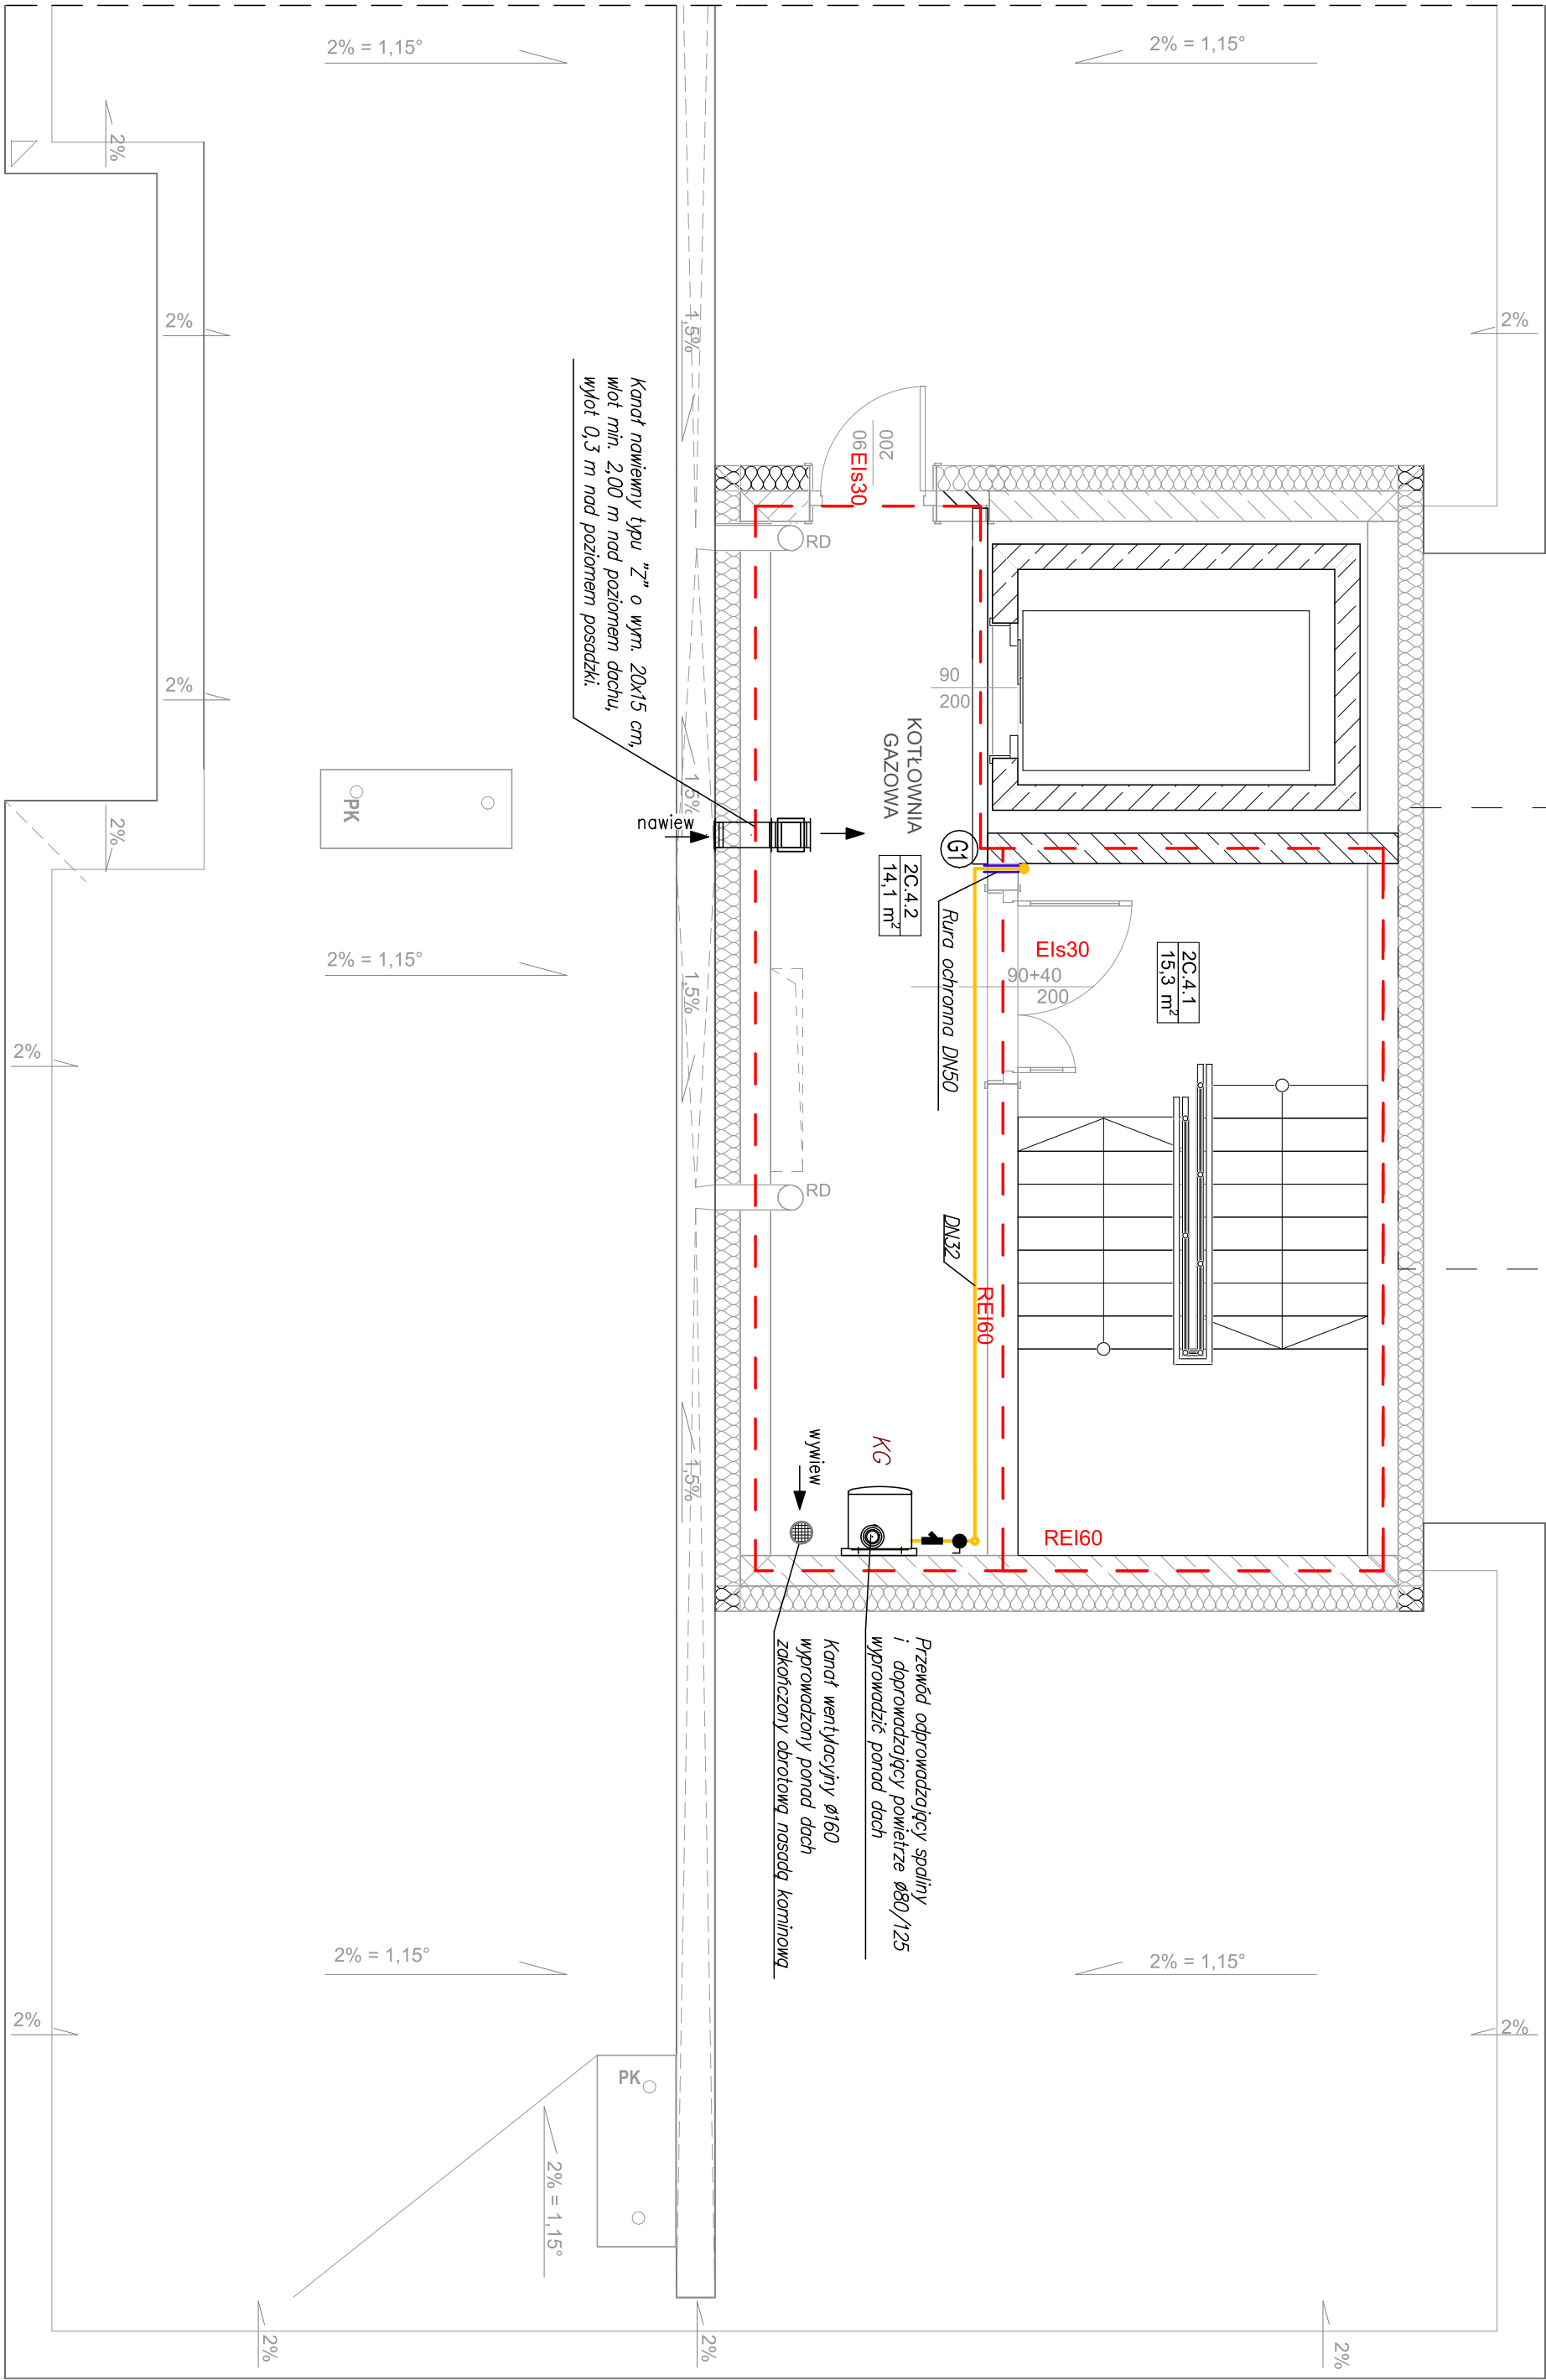 2% = 1,15°
2% = 1,15°
2%
2%
2%
1,5%
200
90
EIs30
Kanał nawiewny typu "Z" o wym. 20x15 cm,
wlot min. 2,00 m nad poziomem dachu,
wylot 0,3 m nad poziomem posadzki.
RD
90
200
2%
KOTŁOWNIA
GAZOWA
1,5%
PK
2%
nawiew
G1
2C.4.2
14,1 m²
Rura ochronna DN50
EIs30
90+40
200
2C.4.1
15,3 m²
2% = 1,15°
1,5%
2%
RD
DN32
REI60
KG
wywiew
1,5%
REI60
Przewód odprowadzający spaliny
i doprowadzający powietrze ø80/125
wyprowadzić ponad dach
Kanał wentylacyjny ø160
wyprowadzony ponad dach
zakończony obrotową nasadą kominową
2% = 1,15°
2% = 1,15°
2%
2%
PK
2% = 1,15°
2%
2%
2%